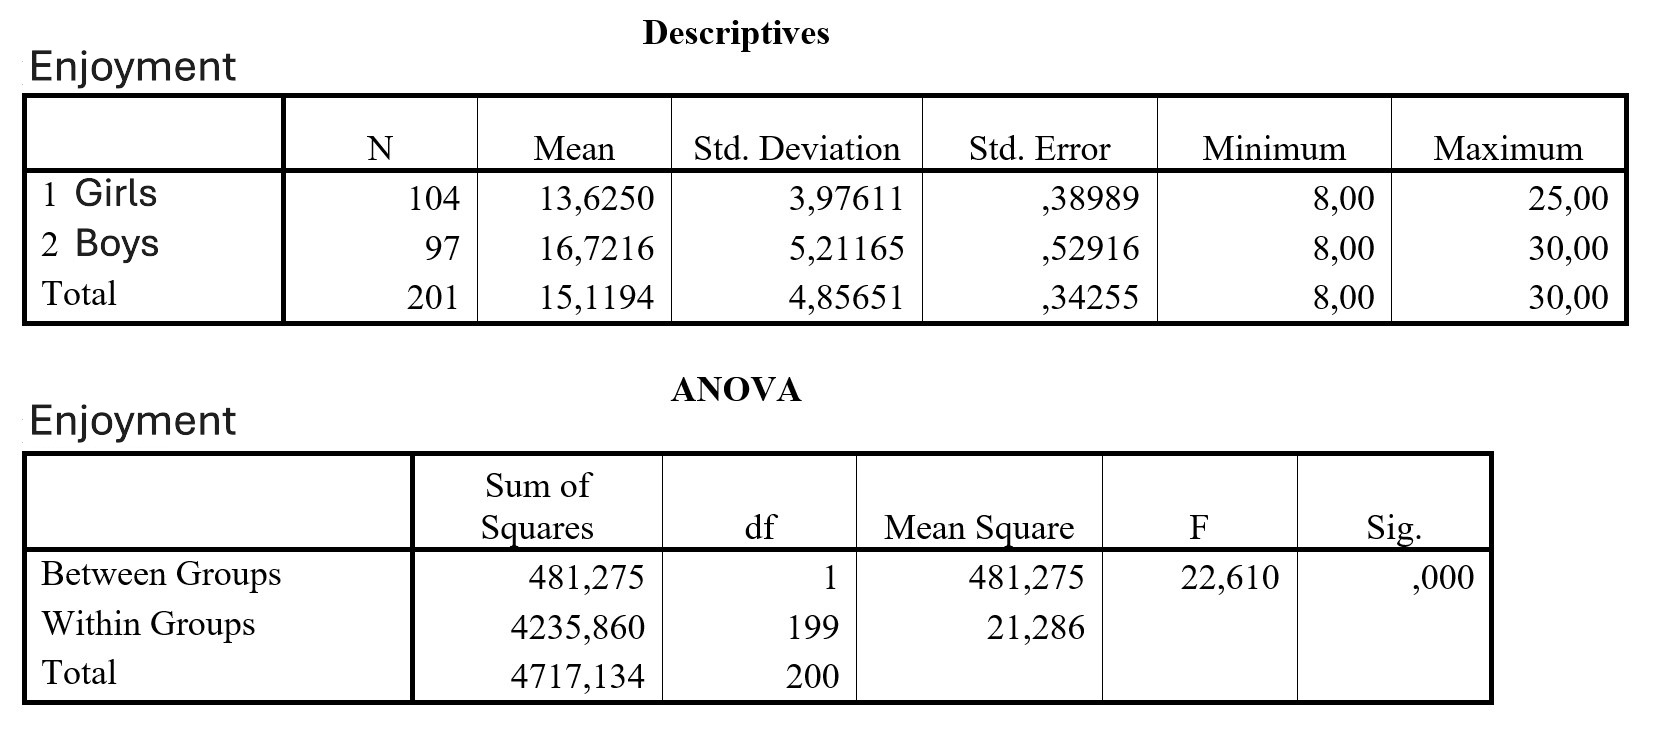 Descriptives
Enjoyment
N Mean Std. Deviation Std. Error Minimum Maximum
1 Girls 104 13,6250 3,97611 ,38989 8,00 25,00
2 Boys 97 16,7216 5,21165 ,52916 8,00 30,00
Total 201 15,1194 4,85651 ,34255 8,00 30,00
ANOVA
Enjoyment
Sum of
Squares df Mean Square F Sig.
Between Groups 481,275 1 481,275 22,610 ,000
Within Groups 4235,860 199 21,286
Total 4717,134 200